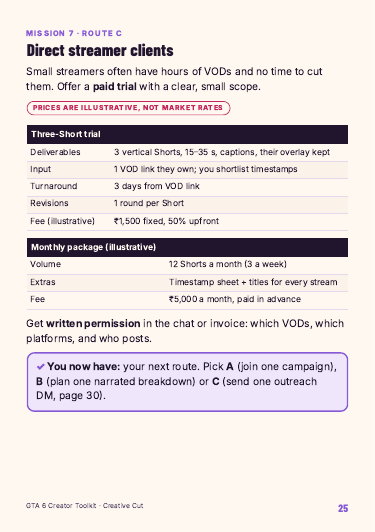 MISSION 7 · ROUTE C
Direct streamer clients
Small streamers often have hours of VODs and no time to cut
them. Offer a paid trial with a clear, small scope.
PRICES ARE ILLUSTRATIVE, NOT MARKET RATES
Three-Short trial
Deliverables 3 vertical Shorts, 15–35 s, captions, their overlay kept
Input 1 VOD link they own; you shortlist timestamps
Turnaround 3 days from VOD link
Revisions 1 round per Short
Fee (illustrative) ₹1,500 fixed, 50% upfront
Monthly package (illustrative)
Volume 12 Shorts a month (3 a week)
Extras Timestamp sheet + titles for every stream
Fee ₹5,000 a month, paid in advance
Get written permission in the chat or invoice: which VODs, which
platforms, and who posts.
✓ You now have: your next route. Pick A (join one campaign),
B (plan one narrated breakdown) or C (send one outreach
DM, page 30).
GTA 6 Creator Toolkit · Creative Cut 25